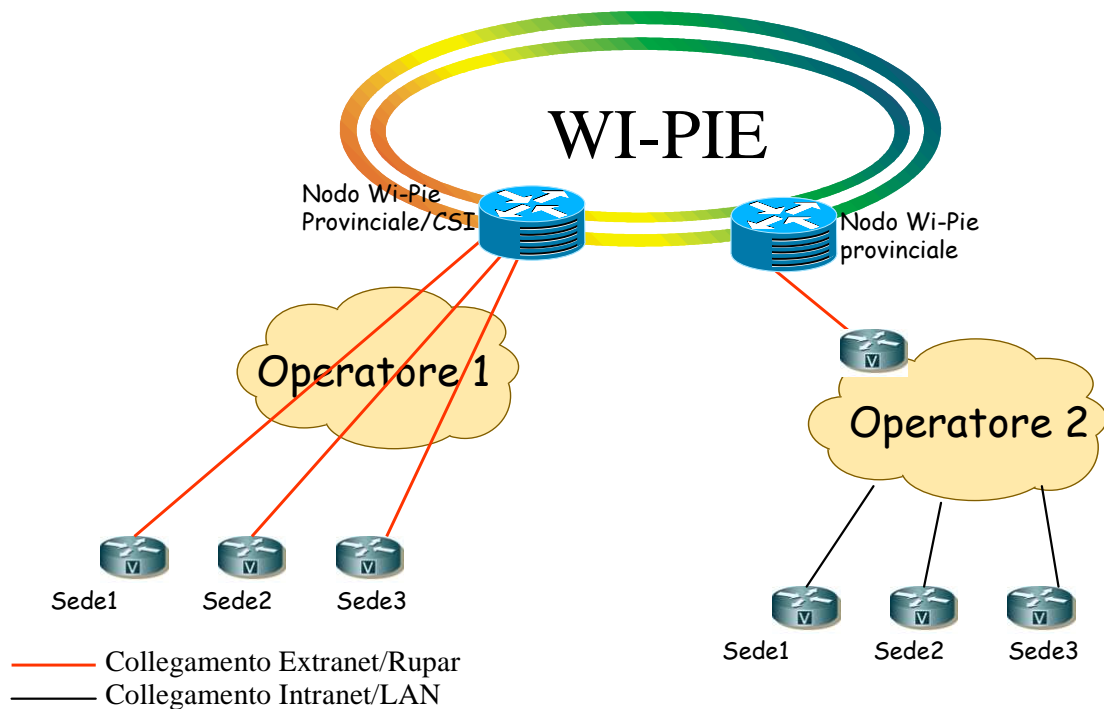 WI-PIE
Nodo Wi-Pie
Provinciale/CSI
Nodo Wi-Pie
provinciale
Operatore 1
V
Operatore 2
V
V
V
Sede1
Sede2
Sede3
V
V
V
Sede1
Sede2
Sede3
Collegamento Extranet/Rupar
Collegamento Intranet/LAN